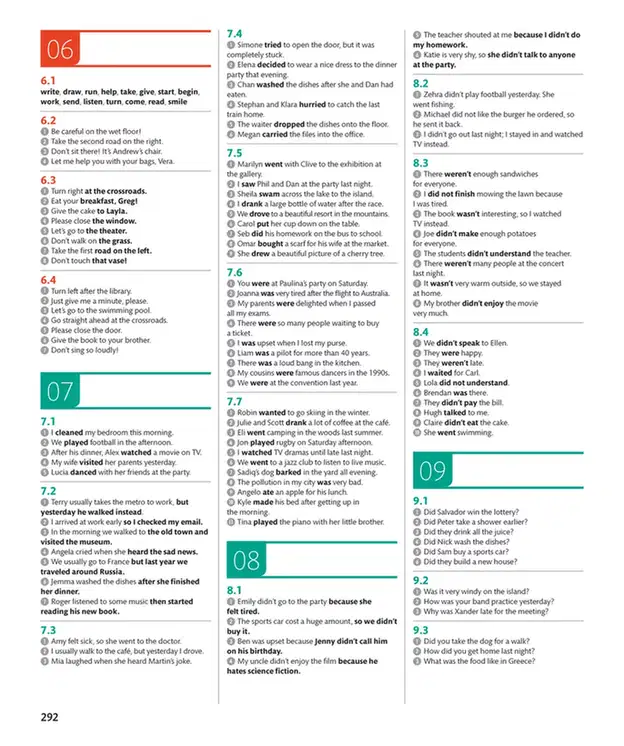 06
6.1
write, draw, run, help, take, give, start, begin,
work, send, listen, turn, come, read, smile
6.2
1 Be careful on the wet floor!
2 Take the second road on the right.
3 Don't sit there! It's Andrew's chair.
4 Let me help you with your bags, Vera.
6.3
1 Turn right at the crossroads.
2 Eat your breakfast, Greg!
3 Give the cake to Layla.
4 Please close the window.
5 Let's go to the theater.
6 Don't walk on the grass.
7 Take the first road on the left.
8 Don't touch that vase!
6.4
1 Turn left after the library.
2 Just give me a minute, please.
3 Let's go to the swimming pool.
4 Go straight ahead at the crossroads.
5 Please close the door.
6 Give the book to your brother.
7 Don't sing so loudly!
07
7.1
1 I cleaned my bedroom this morning.
2 We played football in the afternoon.
3 After his dinner, Alex watched a movie on TV.
4 My wife visited her parents yesterday.
5 Lucia danced with her friends at the party.
7.2
1 Terry usually takes the metro to work, but
yesterday he walked instead.
2 I arrived at work early so I checked my email.
3 In the morning we walked to the old town and
visited the museum.
4 Angela cried when she heard the sad news.
5 We usually go to France but last year we
traveled around Russia.
6 Jemma washed the dishes after she finished
her dinner.
7 Roger listened to some music then started
reading his new book.
7.3
1 Amy felt sick, so she went to the doctor.
2 I usually walk to the café, but yesterday I drove.
3 Mia laughed when she heard Martin's joke.
7.4
1 Simone tried to open the door, but it was
completely stuck.
2 Elena decided to wear a nice dress to the dinner
party that evening.
3 Chan washed the dishes after she and Dan had
eaten.
4 Stephan and Klara hurried to catch the last
train home.
5 The waiter dropped the dishes onto the floor.
6 Megan carried the files into the office.
7.5
1 Marilyn went with Clive to the exhibition at
the gallery.
2 I saw Phil and Dan at the party last night.
3 Sheila swam across the lake to the island.
4 I drank a large bottle of water after the race.
5 We drove to a beautiful resort in the mountains.
6 Carol put her cup down on the table.
7 Seb did his homework on the bus to school.
8 Omar bought a scarf for his wife at the market.
9 She drew a beautiful picture of a cherry tree.
7.6
1 You were at Paulina's party on Saturday.
2 Joanna was very tired after the flight to Australia.
3 My parents were delighted when I passed
all my exams.
4 There were so many people waiting to buy
a ticket.
5 I was upset when I lost my purse.
6 Liam was a pilot for more than 40 years.
7 There was a loud bang in the kitchen.
8 My cousins were famous dancers in the 1990s.
9 We were at the convention last year.
7.7
1 Robin wanted to go skiing in the winter.
2 Julie and Scott drank a lot of coffee at the café.
3 Eli went camping in the woods last summer.
4 Jon played rugby on Saturday afternoon.
5 I watched TV dramas until late last night.
6 We went to a jazz club to listen to live music.
7 Sadiq's dog barked in the yard all evening.
8 The pollution in my city was very bad.
9 Angelo ate an apple for his lunch.
10 Kyle made his bed after getting up in
the morning.
11 Tina played the piano with her little brother.
08
8.1
1 Emily didn't go to the party because she
felt tired.
2 The sports car cost a huge amount, so we didn't
buy it.
3 Ben was upset because Jenny didn't call him
on his birthday.
4 My uncle didn't enjoy the film because he
hates science fiction.
5 The teacher shouted at me because I didn't do
my homework.
6 Katie is very shy, so she didn't talk to anyone
at the party.
8.2
1 Zehra didn't play football yesterday. She
went fishing.
2 Michael did not like the burger he ordered, so
he sent it back.
3 I didn't go out last night; I stayed in and watched
TV instead.
8.3
1 There weren't enough sandwiches
for everyone.
2 I did not finish mowing the lawn because
I was tired.
3 The book wasn't interesting, so I watched
TV instead.
4 Joe didn't make enough potatoes
for everyone.
5 The students didn't understand the teacher.
6 There weren't many people at the concert
last night.
7 It wasn't very warm outside, so we stayed
at home.
8 My brother didn't enjoy the movie
very much.
8.4
1 We didn't speak to Ellen.
2 They were happy.
3 They weren't late.
4 I waited for Carl.
5 Lola did not understand.
6 Brendan was there.
7 They didn't pay the bill.
8 Hugh talked to me.
9 Claire didn't eat the cake.
10 She went swimming.
09
9.1
1 Did Salvador win the lottery?
2 Did Peter take a shower earlier?
3 Did they drink all the juice?
4 Did Nick wash the dishes?
5 Did Sam buy a sports car?
6 Did they build a new house?
9.2
1 Was it very windy on the island?
2 How was your band practice yesterday?
3 Why was Xander late for the meeting?
9.3
1 Did you take the dog for a walk?
2 How did you get home last night?
3 What was the food like in Greece?
292